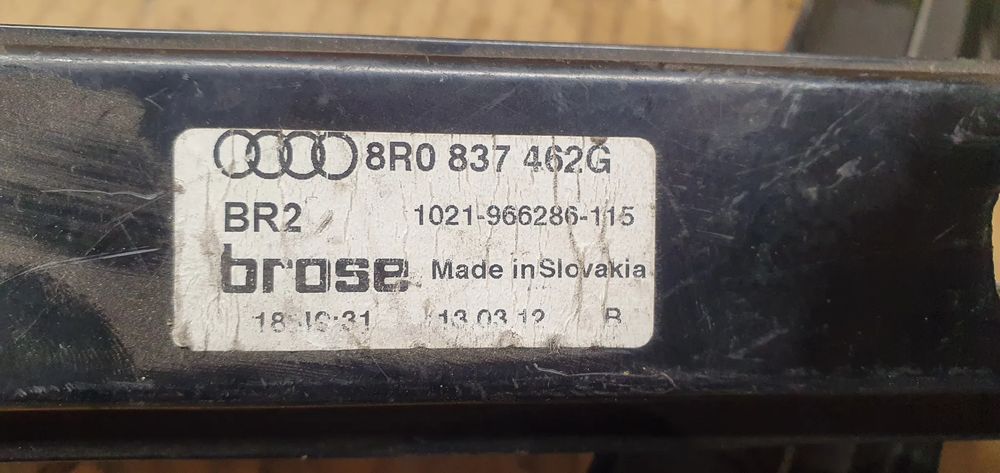 8R0 837 462G
BR2 1021-966286-115
brose Made in Slovakia
13.03.12 B